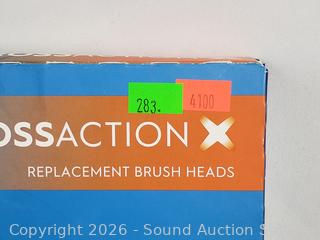 283. 4100
OSSACTION X
REPLACEMENT BRUSH HEADS
Copyright 2026 - Sound Auction S